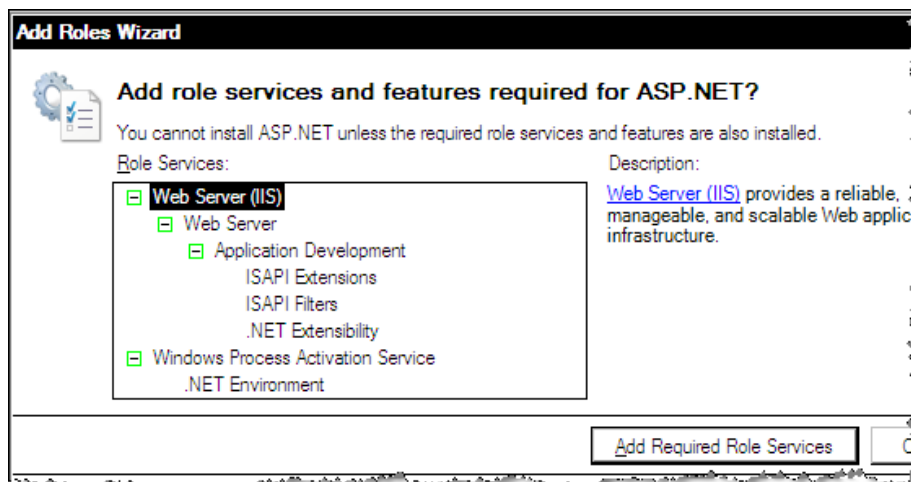 Add Roles Wizard
Add role services and features required for ASP.NET?
You cannot install ASP.NET unless the required role services and features are also installed.
Role Services:
Description:
Web Server (IIS)
Web Server
Application Development
ISAPI Extensions
ISAPI Filters
.NET Extensibility
Windows Process Activation Service
.NET Environment
Web Server (IIS) provides a reliable,
manageable, and scalable Web applic
infrastructure.
Add Required Role Services